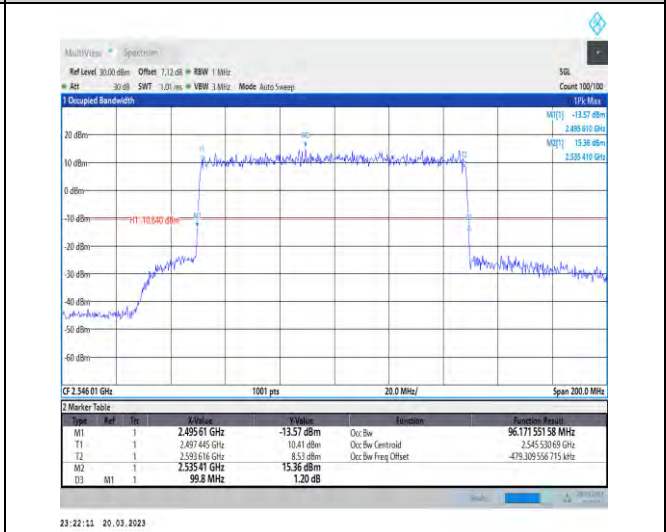 MultiView Spectrum
Ref Level 30.00 dBm Offset 7.12 dB RBW 1 MHz SGL
Att 30 dB SWT 1.01 ms VBW 3 MHz Mode Auto Sweep Count 100/100
1 Occupied Bandwidth 1Pk Max
M1[1] -13.57 dBm
2.495 610 GHz
M2[1] 15.36 dBm
2.535 410 GHz
20 dBm
10 dBm
0 dBm
-10 dBm
H1 -10.640 dBm
M1
-20 dBm
-30 dBm
-40 dBm
-50 dBm
-60 dBm
CF 2.546 01 GHz 1001 pts 20.0 MHz/ Span 200.0 MHz
2 Marker Table
Type Ref Trc X-Value Y-Value Function Function Result
M1 1 2.495 61 GHz -13.57 dBm Occ Bw 96.171 551 58 MHz
T1 1 2.497 445 GHz 10.41 dBm Occ Bw Centroid 2.545 530 69 GHz
T2 1 2.593 616 GHz 8.53 dBm Occ Bw Freq Offset -479.309 556 715 kHz
M2 1 2.535 41 GHz 15.36 dBm
D3 M1 1 99.8 MHz 1.20 dB
23:22:11 20.03.2023